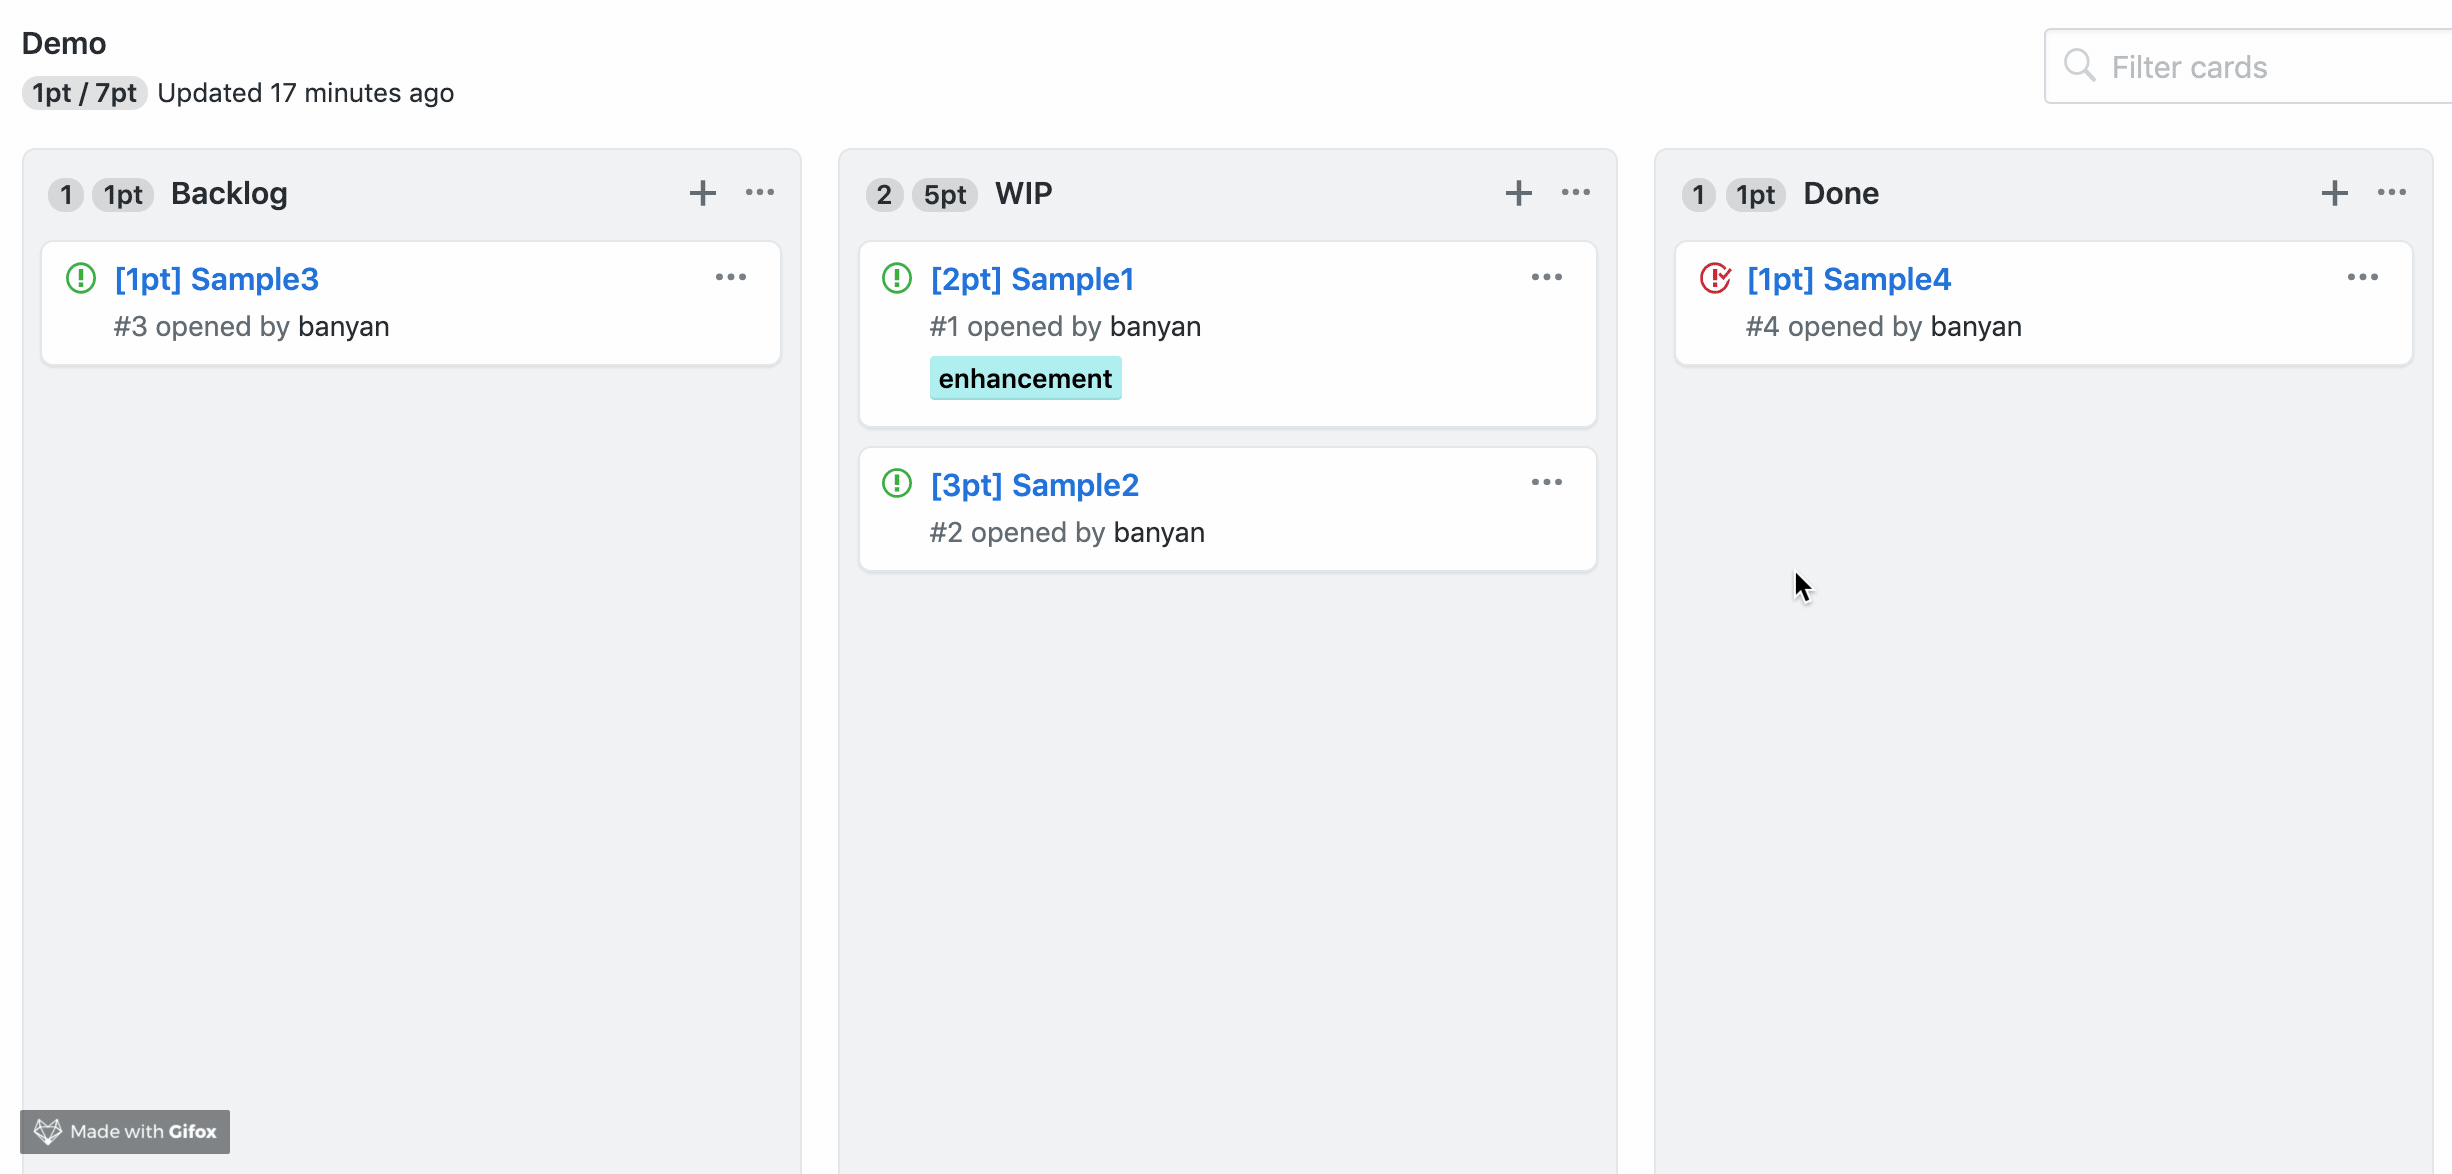 Demo
1pt / 7pt Updated 17 minutes ago
Filter cards
1 1pt Backlog
[1pt] Sample3
#3 opened by banyan
2 5pt WIP
[2pt] Sample1
#1 opened by banyan
enhancement
[3pt] Sample2
#2 opened by banyan
1 1pt Done
[1pt] Sample4
#4 opened by banyan
Made with Gifox